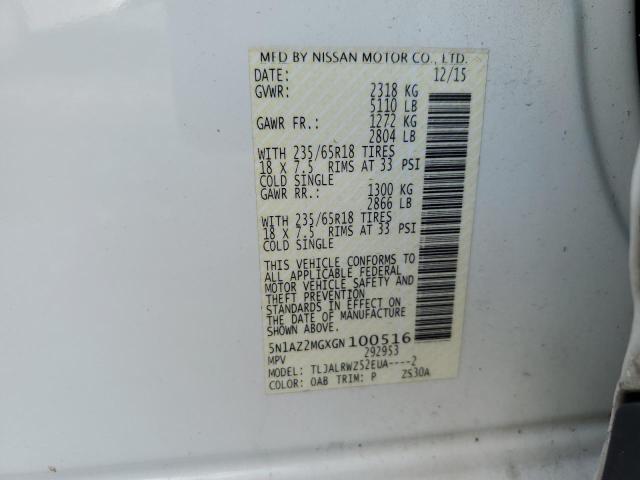 MFD BY NISSAN MOTOR CO., LTD.
DATE: 12/15
GVWR: 2318 KG
5110 LB
GAWR FR.: 1272 KG
2804 LB
WITH 235/65R18 TIRES
18 X 7.5 RIMS AT 33 PSI
COLD SINGLE
GAWR RR.: 1300 KG
2866 LB
WITH 235/65R18 TIRES
18 X 7.5 RIMS AT 33 PSI
COLD SINGLE
THIS VEHICLE CONFORMS TO
ALL APPLICABLE FEDERAL
MOTOR VEHICLE SAFETY AND
THEFT PREVENTION
STANDARDS IN EFFECT ON
THE DATE OF MANUFACTURE
SHOWN ABOVE.
5N1AZ2MGXGN100516
MPV 292953
MODEL: TLJALRWZ52EUA----2
COLOR: OAB TRIM: P ZS30A